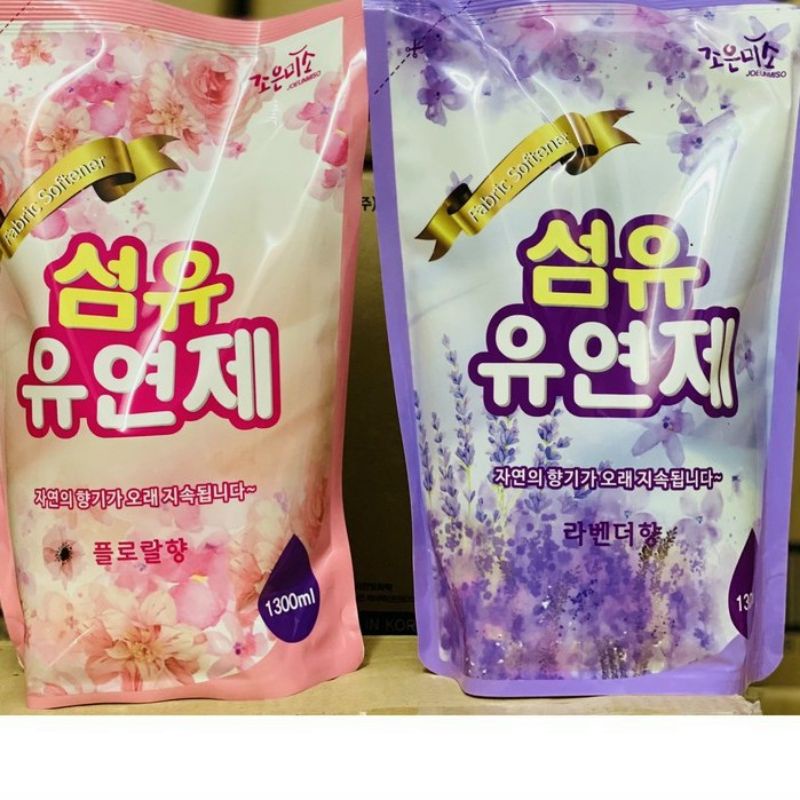 조은미소
JOEUNMISO
Fabric Softener
섬유
유연제
자연의 향기가 오래 지속됩니다~
플로랄향
1300ml
조은미소
JOEUNMISO
Fabric Softener
섬유
유연제
자연의 향기가 오래 지속됩니다~
라벤더향